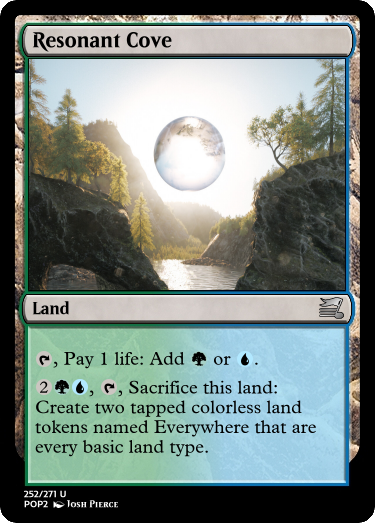 Resonant Cove
Land
, Pay 1 life: Add or .
2 , , Sacrifice this land:
Create two tapped colorless land
tokens named Everywhere that are
every basic land type.
252/271 U
POP2 Josh Pierce